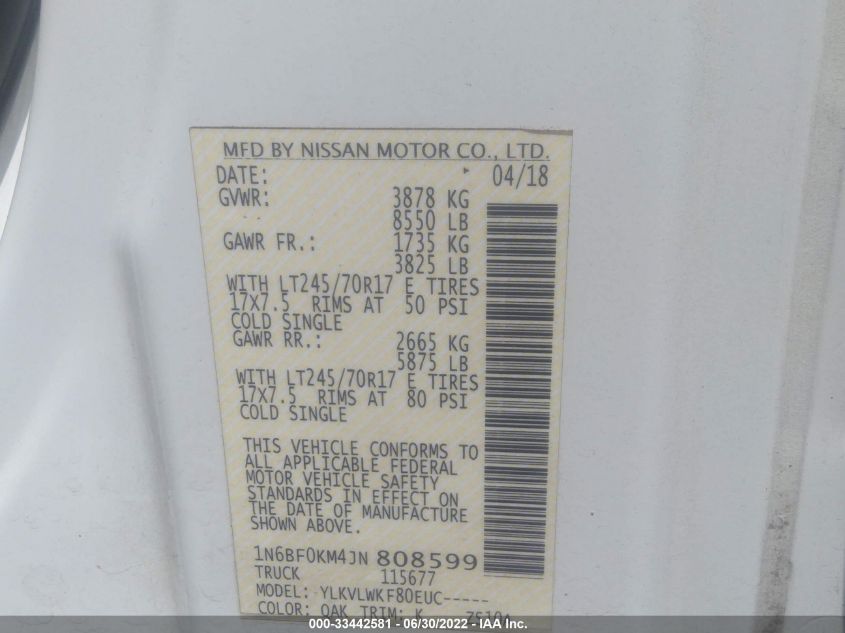 MFD BY NISSAN MOTOR CO., LTD.
DATE: 04/18
GVWR: 3878 KG
8550 LB
GAWR FR.: 1735 KG
3825 LB
WITH LT245/70R17 E TIRES
17X7.5 RIMS AT 50 PSI
COLD SINGLE
GAWR RR.: 2665 KG
5875 LB
WITH LT245/70R17 E TIRES
17X7.5 RIMS AT 80 PSI
COLD SINGLE
THIS VEHICLE CONFORMS TO
ALL APPLICABLE FEDERAL
MOTOR VEHICLE SAFETY
STANDARDS IN EFFECT ON
THE DATE OF MANUFACTURE
SHOWN ABOVE.
1N6BF0KM4JN 808599
TRUCK 115677
MODEL: YLKVLWKF80EUC-----
COLOR: QAK TRIM: K
000-33442581 - 06/30/2022 - IAA Inc.